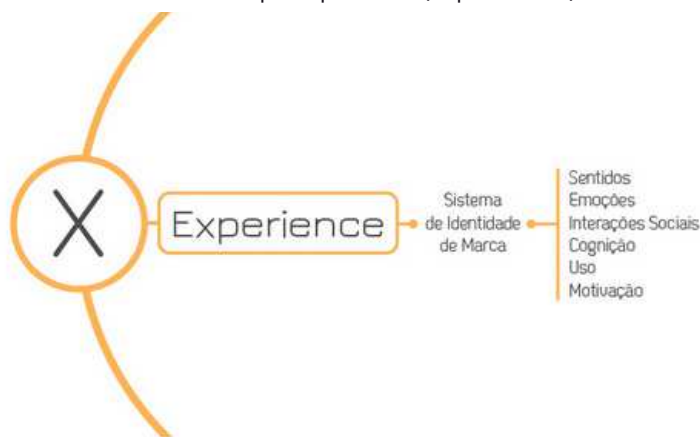 X
Experience
Sistema
de Identidade
de Marca
Sentidos
Emoções
Interações Sociais
Cognição
Uso
Motivação